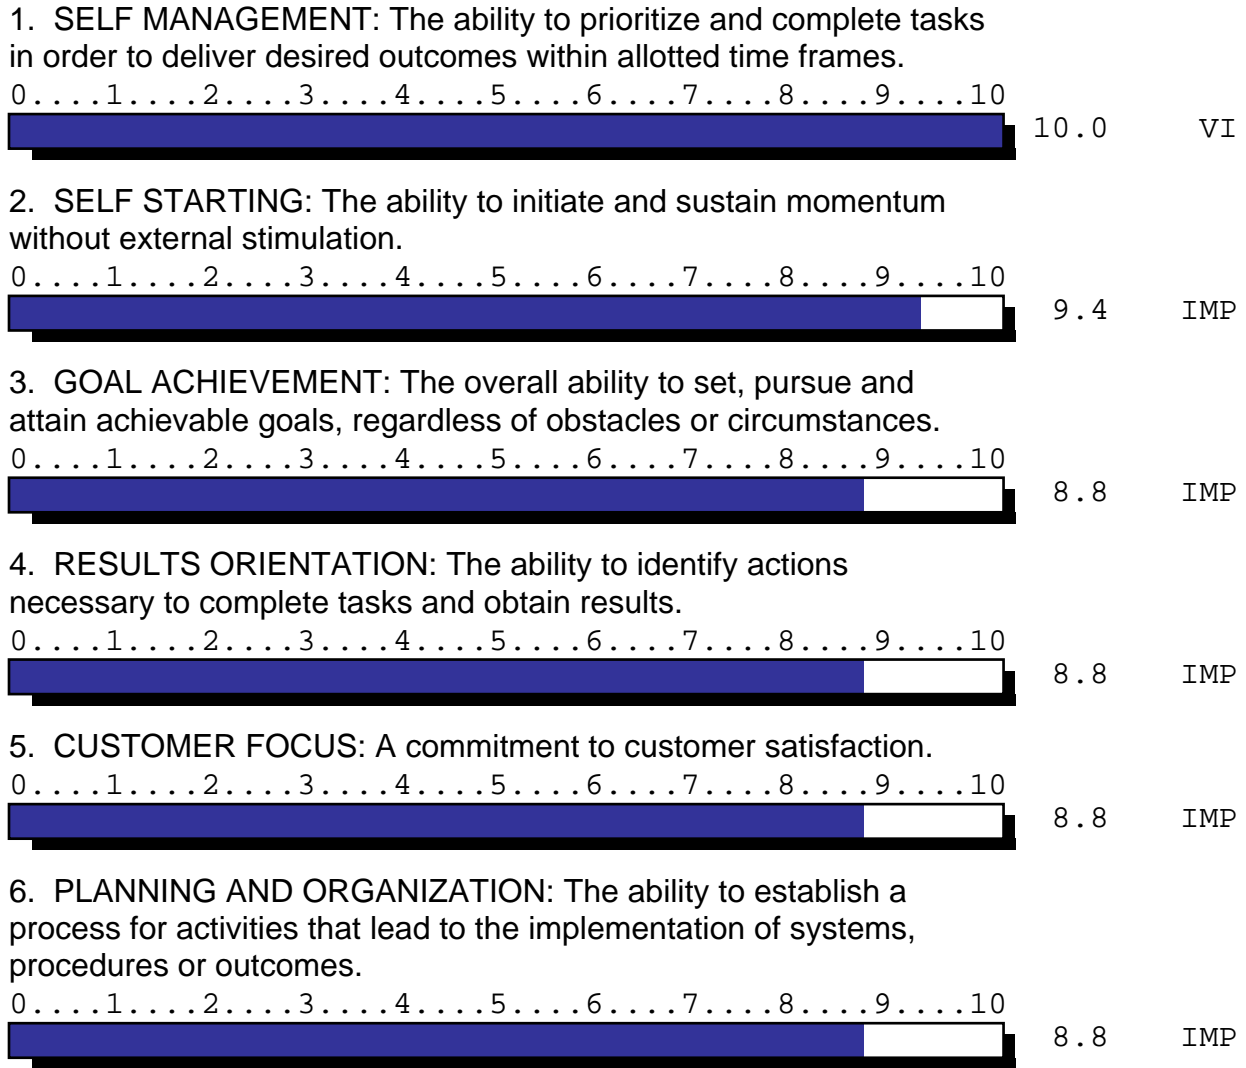 1. SELF MANAGEMENT: The ability to prioritize and complete tasks
in order to deliver desired outcomes within allotted time frames.
0....1....2....3....4....5....6....7....8....9....10
10.0 VI
2. SELF STARTING: The ability to initiate and sustain momentum
without external stimulation.
0....1....2....3....4....5....6....7....8....9....10
9.4 IMP
3. GOAL ACHIEVEMENT: The overall ability to set, pursue and
attain achievable goals, regardless of obstacles or circumstances.
0....1....2....3....4....5....6....7....8....9....10
8.8 IMP
4. RESULTS ORIENTATION: The ability to identify actions
necessary to complete tasks and obtain results.
0....1....2....3....4....5....6....7....8....9....10
8.8 IMP
5. CUSTOMER FOCUS: A commitment to customer satisfaction.
0....1....2....3....4....5....6....7....8....9....10
8.8 IMP
6. PLANNING AND ORGANIZATION: The ability to establish a
process for activities that lead to the implementation of systems,
procedures or outcomes.
0....1....2....3....4....5....6....7....8....9....10
8.8 IMP